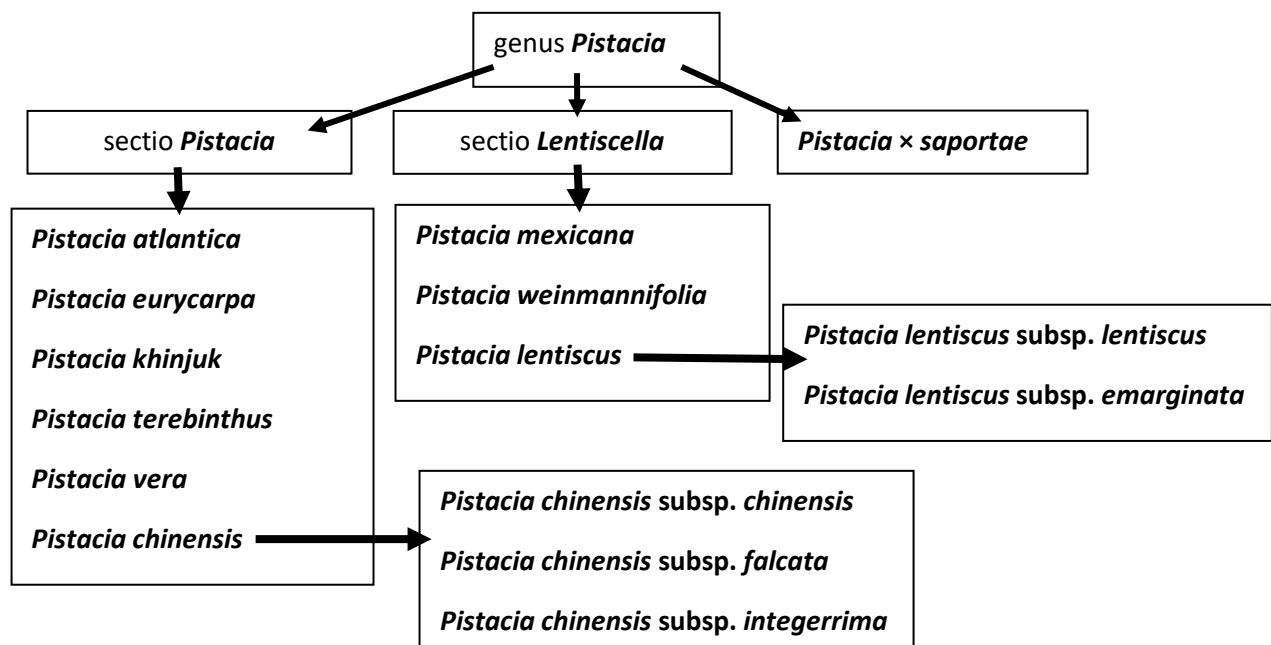 genus Pistacia
sectio Pistacia
sectio Lentiscella
Pistacia × saportae
Pistacia atlantica
Pistacia eurycarpa
Pistacia khinjuk
Pistacia terebinthus
Pistacia vera
Pistacia chinensis
Pistacia mexicana
Pistacia weinmannifolia
Pistacia lentiscus
Pistacia lentiscus subsp. lentiscus
Pistacia lentiscus subsp. emarginata
Pistacia chinensis subsp. chinensis
Pistacia chinensis subsp. falcata
Pistacia chinensis subsp. integerrima